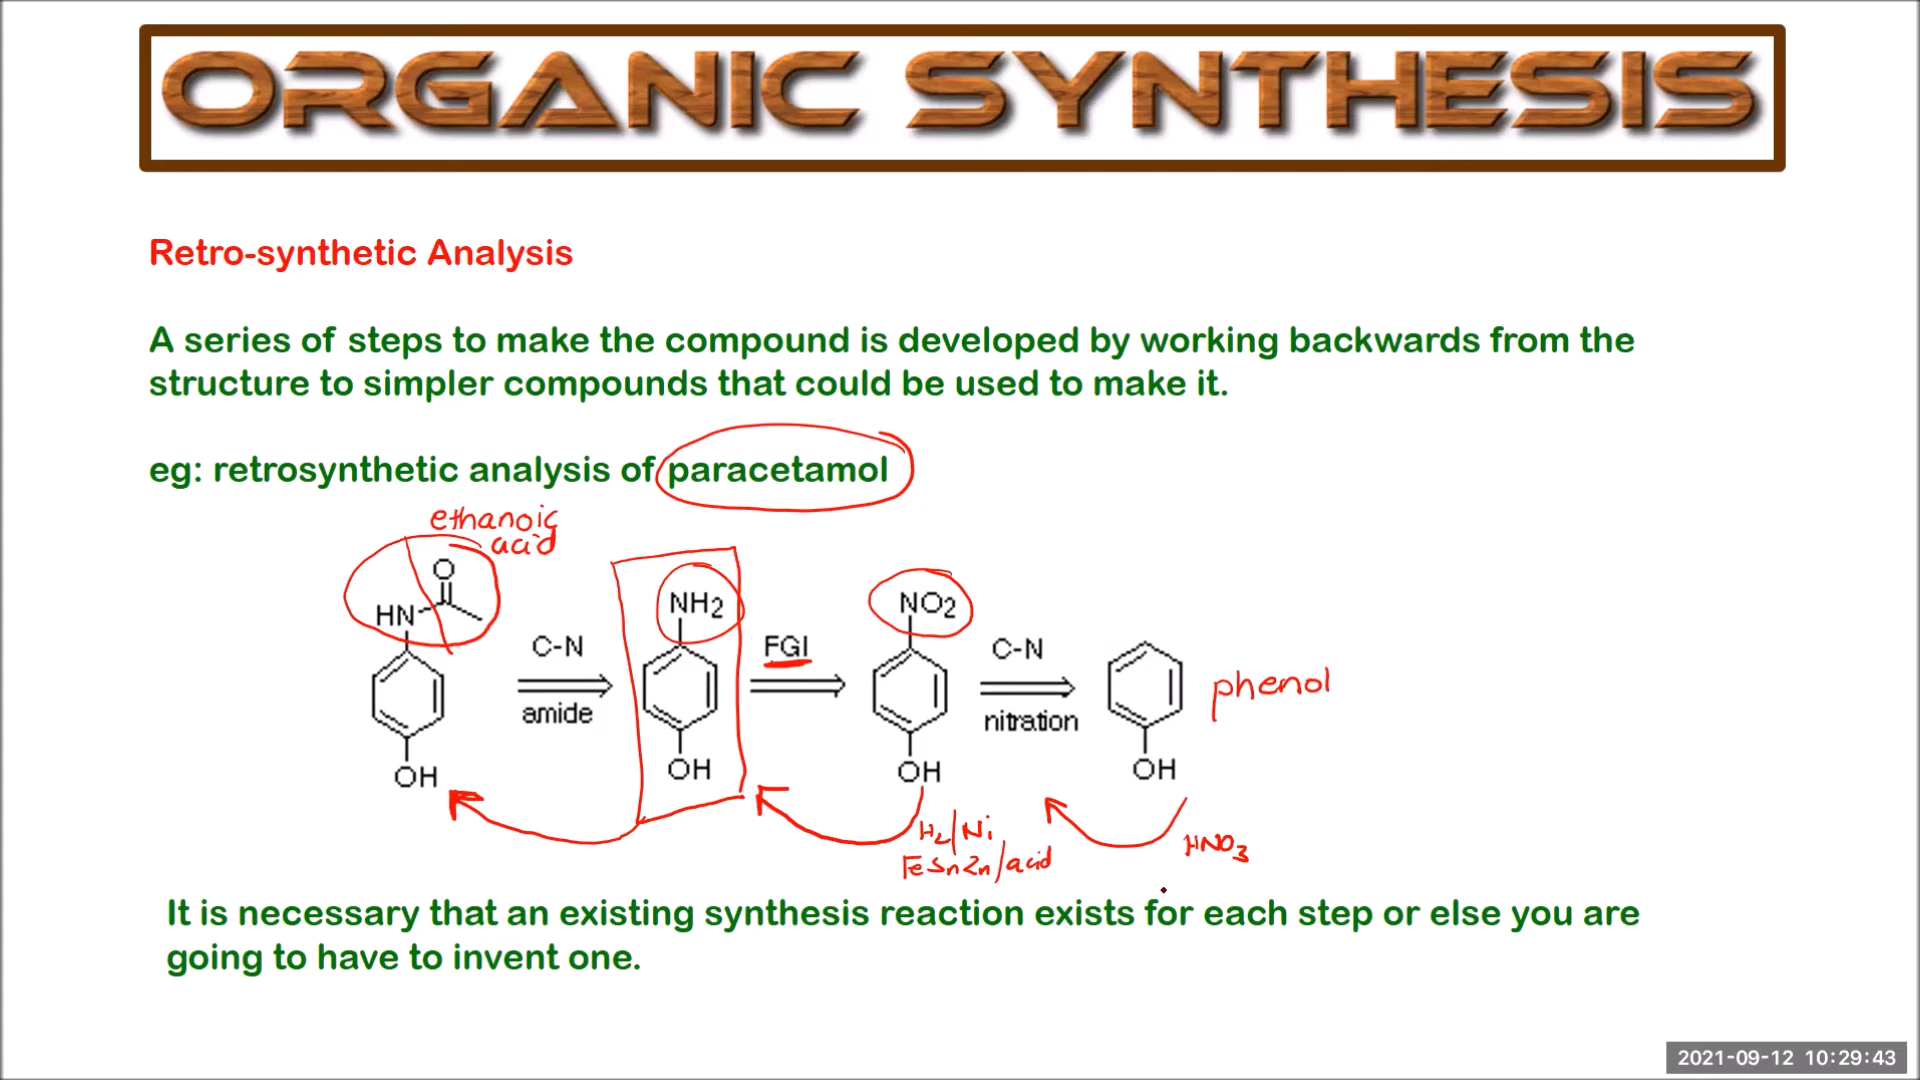 ORGANIC SYNTHESIS
Retro-synthetic Analysis
A series of steps to make the compound is developed by working backwards from the
structure to simpler compounds that could be used to make it.
eg: retrosynthetic analysis of paracetamol
ethanoic
acid
O
HN
OH
C-N
amide
NH2
OH
FGI
NO2
OH
C-N
nitration
OH
phenol
H2/Ni
Fe Sn Zn/acid
HNO3
It is necessary that an existing synthesis reaction exists for each step or else you are
going to have to invent one.
2021-09-12 10:29:43